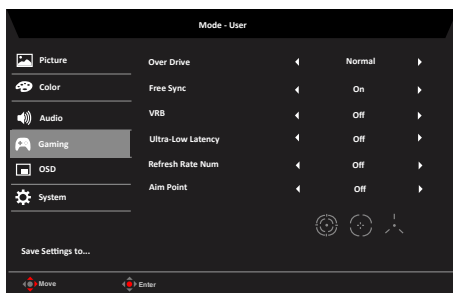 Mode - User
Picture
Color
Audio
Gaming
OSD
System
Save Settings to...
Over Drive Normal
Free Sync On
VRB Off
Ultra-Low Latency Off
Refresh Rate Num Off
Aim Point Off
Move Enter